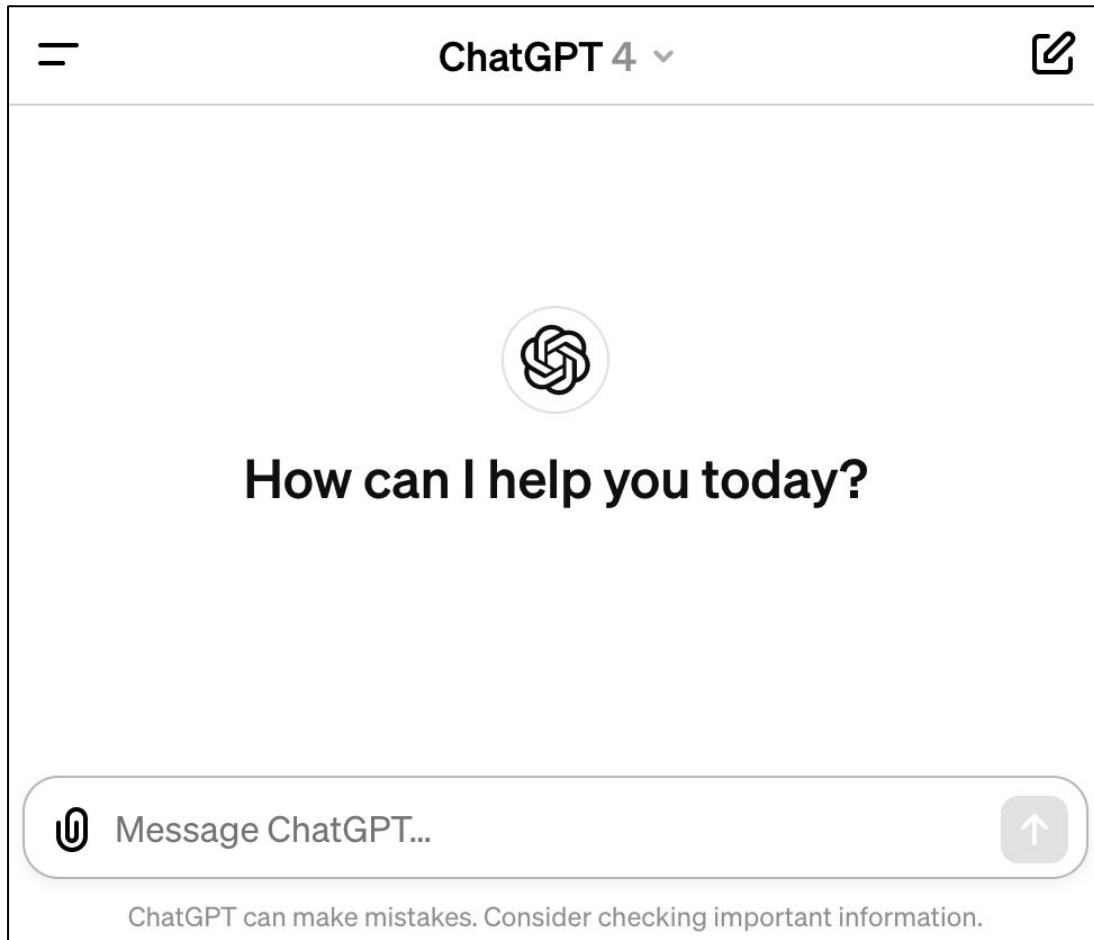 ChatGPT 4
How can I help you today?
Message ChatGPT...
ChatGPT can make mistakes. Consider checking important information.